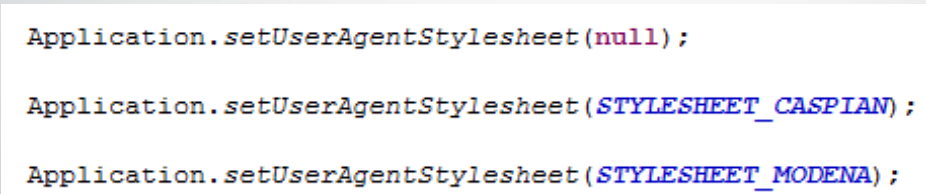 Application.setUserAgentStylesheet(null);
Application.setUserAgentStylesheet(STYLESHEET_CASPIAN);
Application.setUserAgentStylesheet(STYLESHEET_MODENA);